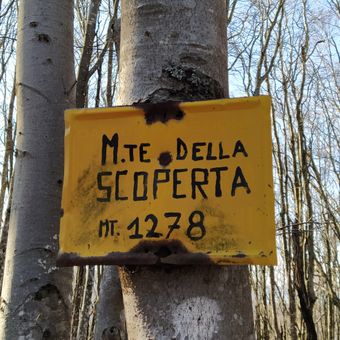 M.TE DELLA
SCOPERTA
MT. 1278